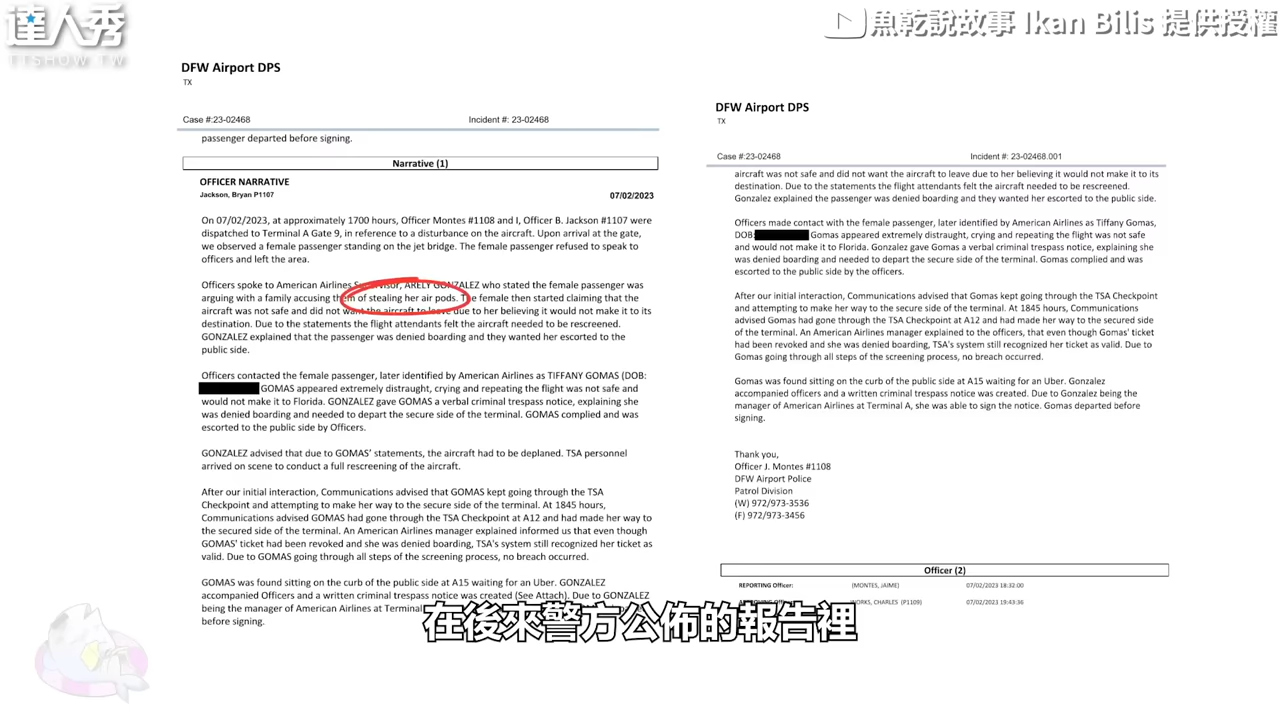 達人秀
TTSHOW.TW
魚乾說故事 Ikan Bilis 提供授權
DFW Airport DPS
TX
Case #:23-02468 Incident #: 23-02468
passenger departed before signing.
Narrative (1)
OFFICER NARRATIVE
Jackson, Bryan P1107 07/02/2023
On 07/02/2023, at approximately 1700 hours, Officer Montes #1108 and I, Officer B. Jackson #1107 were
dispatched to Terminal A Gate 9, in reference to a disturbance on the aircraft. Upon arrival at the gate,
we observed a female passenger standing on the jet bridge. The female passenger refused to speak to
officers and left the area.
Officers spoke to American Airlines Supervisor, ARELY GONZALEZ who stated the female passenger was
arguing with a family accusing them of stealing her air pods. The female then started claiming that the
aircraft was not safe and did not want the aircraft to leave due to her believing it would not make it to its
destination. Due to the statements the flight attendants felt the aircraft needed to be rescreened.
GONZALEZ explained that the passenger was denied boarding and they wanted her escorted to the
public side.
Officers contacted the female passenger, later identified by American Airlines as TIFFANY GOMAS (DOB:
GOMAS appeared extremely distraught, crying and repeating the flight was not safe and
would not make it to Florida. GONZALEZ gave GOMAS a verbal criminal trespass notice, explaining she
was denied boarding and needed to depart the secure side of the terminal. GOMAS complied and was
escorted to the public side by Officers.
GONZALEZ advised that due to GOMAS’ statements, the aircraft had to be deplaned. TSA personnel
arrived on scene to conduct a full rescreening of the aircraft.
After our initial interaction, Communications advised that GOMAS kept going through the TSA
Checkpoint and attempting to make her way to the secure side of the terminal. At 1845 hours,
Communications advised GOMAS had gone through the TSA Checkpoint at A12 and had made her way to
the secured side of the terminal. An American Airlines manager explained informed us that even though
GOMAS’ ticket had been revoked and she was denied boarding, TSA's system still recognized her ticket as
valid. Due to GOMAS going through all steps of the screening process, no breach occurred.
GOMAS was found sitting on the curb of the public side at A15 waiting for an Uber. GONZALEZ
accompanied Officers and a written criminal trespass notice was created (See Attach). Due to GONZALEZ
being the manager of American Airlines at Terminal
before signing.
DFW Airport DPS
TX
Case #:23-02468 Incident #: 23-02468.001
aircraft was not safe and did not want the aircraft to leave due to her believing it would not make it to its
destination. Due to the statements the flight attendants felt the aircraft needed to be rescreened.
Gonzalez explained the passenger was denied boarding and they wanted her escorted to the public side.
Officers made contact with the female passenger, later identified by American Airlines as Tiffany Gomas,
DOB: Gomas appeared extremely distraught, crying and repeating the flight was not safe
and would not make it to Florida. Gonzalez gave Gomas a verbal criminal trespass notice, explaining she
was denied boarding and needed to depart the secure side of the terminal. Gomas complied and was
escorted to the public side by the officers.
After our initial interaction, Communications advised that Gomas kept going through the TSA Checkpoint
and attempting to make her way to the secure side of the terminal. At 1845 hours, Communications
advised Gomas had gone through the TSA Checkpoint at A12 and had made her way to the secured side
of the terminal. An American Airlines manager explained to the officers, that even though Gomas' ticket
had been revoked and she was denied boarding, TSA's system still recognized her ticket as valid. Due to
Gomas going through all steps of the screening process, no breach occurred.
Gomas was found sitting on the curb of the public side at A15 waiting for an Uber. Gonzalez
accompanied officers and a written criminal trespass notice was created. Due to Gonzalez being the
manager of American Airlines at Terminal A, she was able to sign the notice. Gomas departed before
signing.
Thank you,
Officer J. Montes #1108
DFW Airport Police
Patrol Division
(W) 972/973-3536
(F) 972/973-3456
Officer (2)
REPORTING Officer: (MONTES, JAIME) 07/02/2023 18:32.00
CHARLES (P1109) 07/02/2023 19:43:36
在後來警方公佈的報告裡